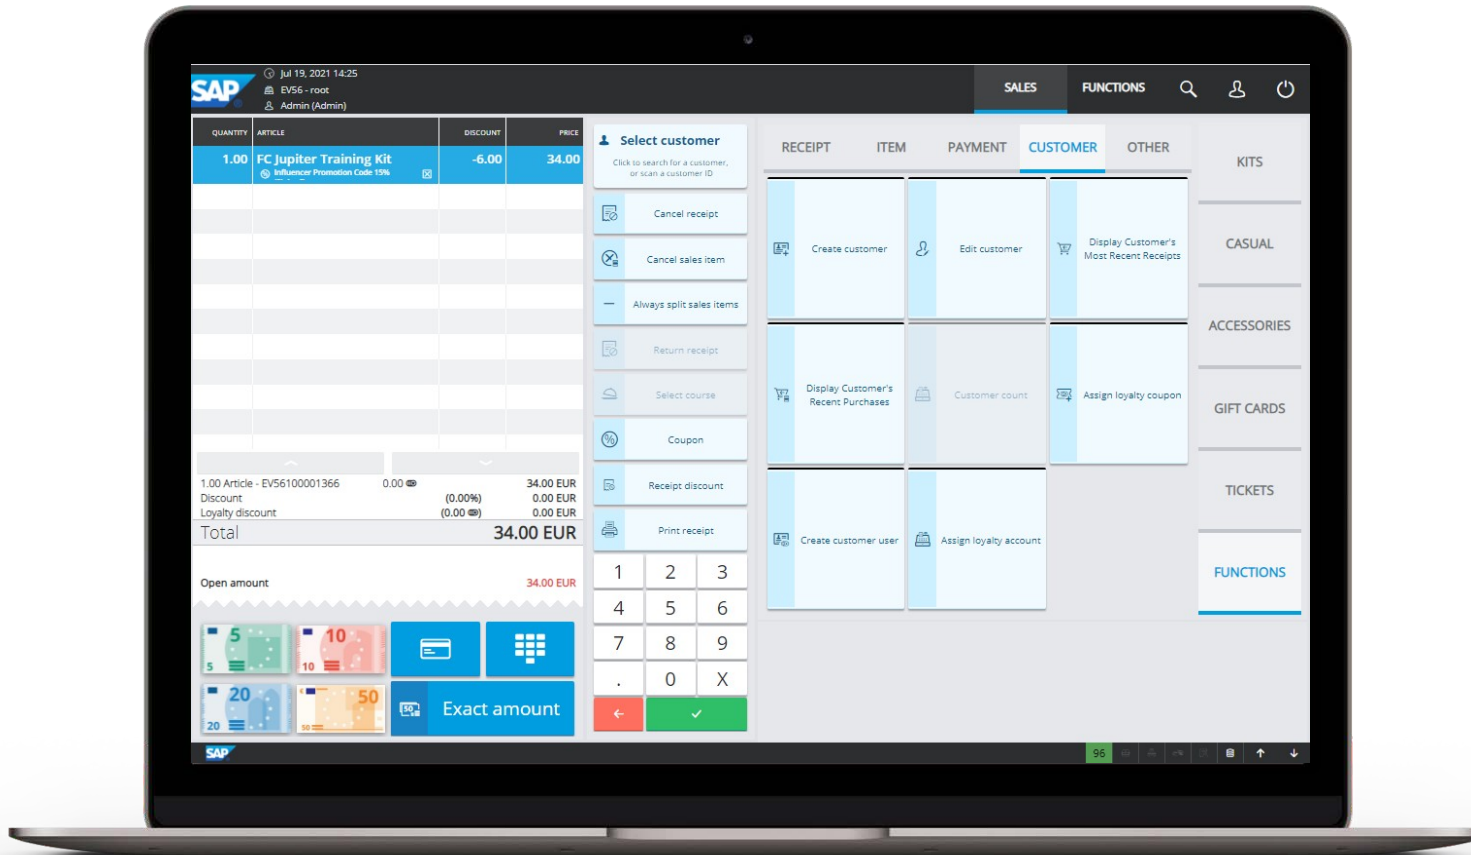 SAP
Jul 19, 2021 14:25
EV56 - root
Admin (Admin)
SALES
FUNCTIONS
QUANTITY ARTICLE DISCOUNT PRICE
1.00 FC Jupiter Training Kit -6.00 34.00
Influencer Promotion Code 15%
1.00 Article - EV56100001366 0.00 34.00 EUR
Discount (0.00%) 0.00 EUR
Loyalty discount (0.00) 0.00 EUR
Total 34.00 EUR
Open amount 34.00 EUR
5
5
10
10
20
20
50
50
50
Exact amount
Select customer
Click to search for a customer,
or scan a customer ID
Cancel receipt
Cancel sales item
Always split sales items
Return receipt
Select course
Coupon
Receipt discount
Print receipt
1 2 3
4 5 6
7 8 9
. 0 X
RECEIPT ITEM PAYMENT CUSTOMER OTHER
Create customer
Edit customer
Display Customer's
Most Recent Receipts
Display Customer's
Recent Purchases
Customer count
Assign loyalty coupon
Create customer user
Assign loyalty account
KITS
CASUAL
ACCESSORIES
GIFT CARDS
TICKETS
FUNCTIONS
SAP
96